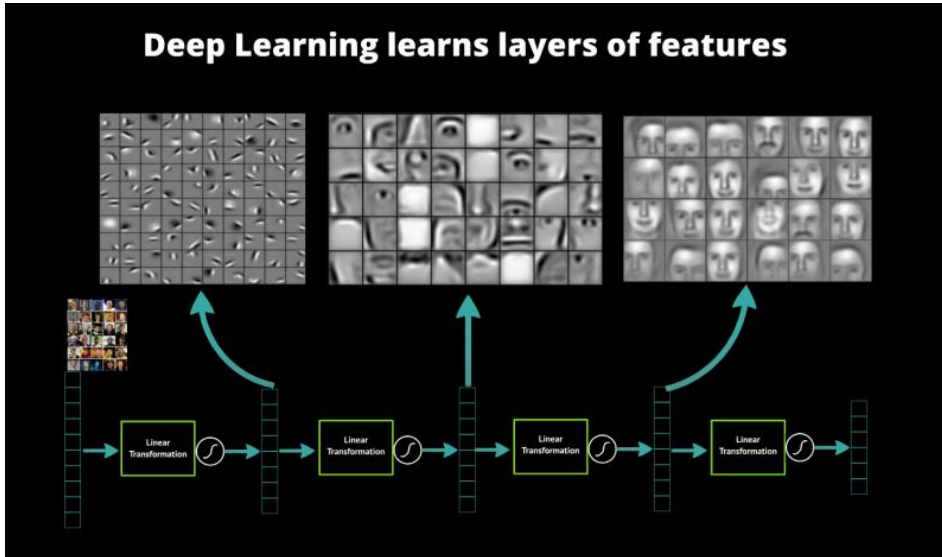 Deep Learning learns layers of features
Linear
Transformation
Linear
Transformation
Linear
Transformation
Linear
Transformation